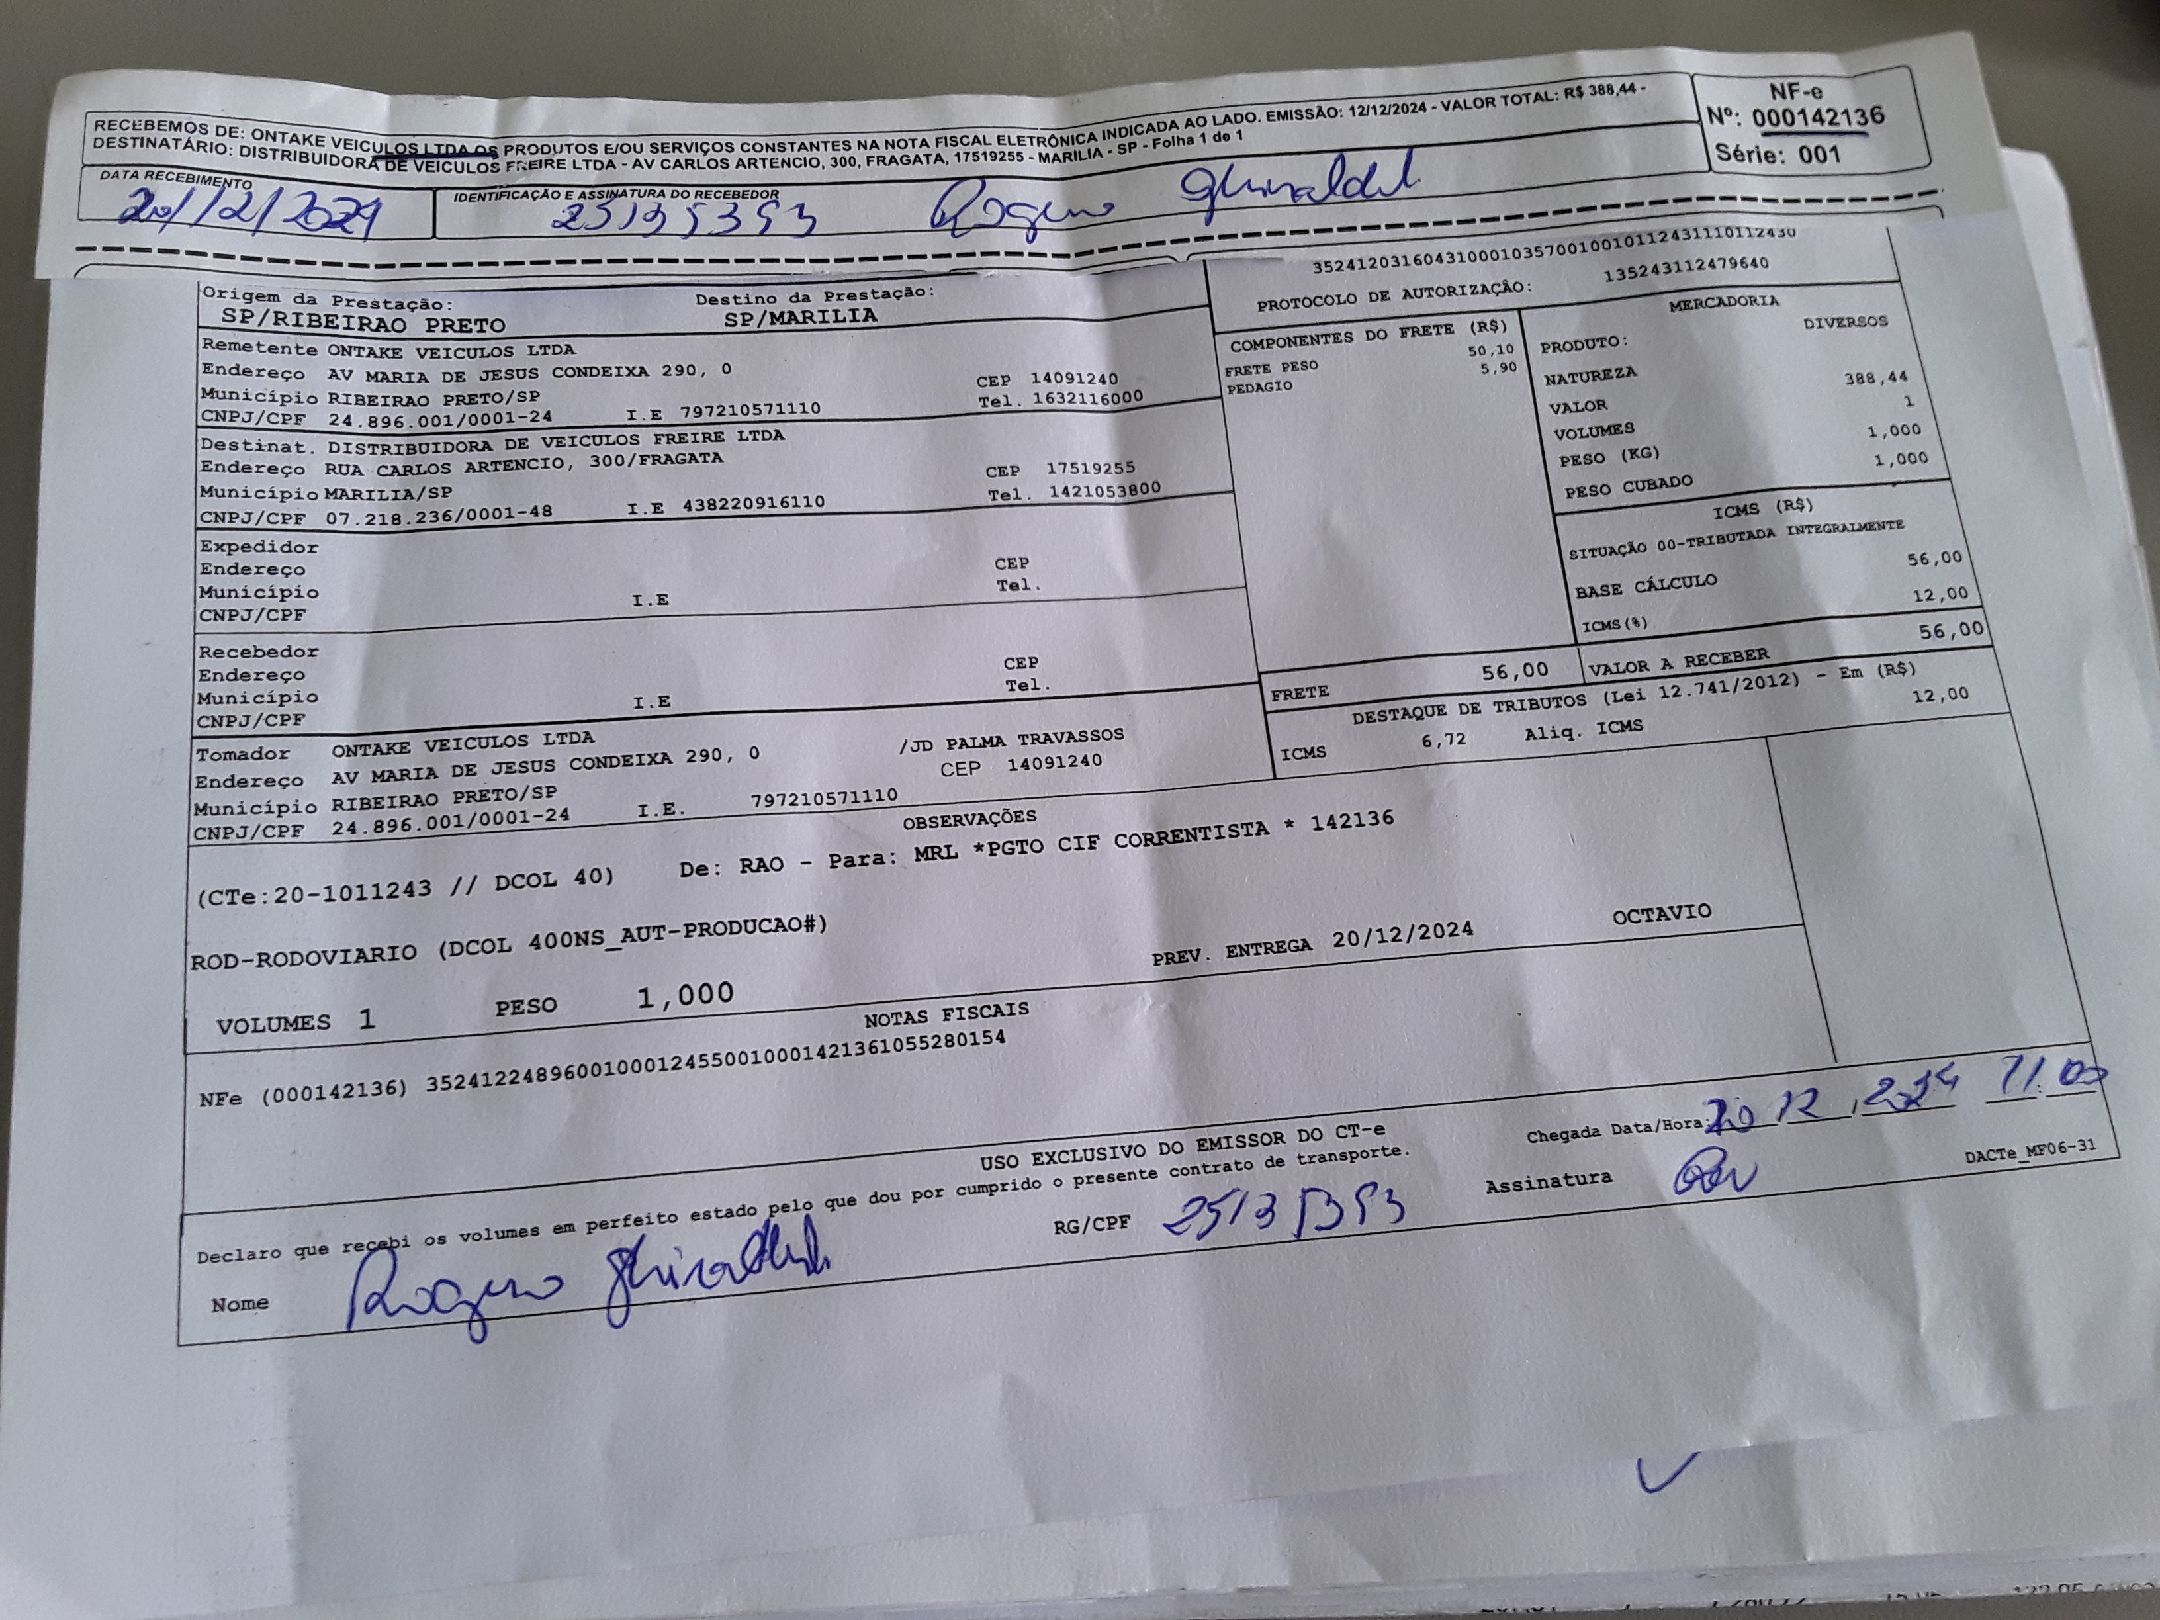 RECEBEMOS DE: ONTAKE VEICULOS LTDA OS PRODUTOS E/OU SERVIÇOS CONSTANTES NA NOTA FISCAL ELETRÔNICA INDICADA AO LADO. EMISSÃO: 12/12/2024 - VALOR TOTAL: R$ 388,44 -
DESTINATÁRIO: DISTRIBUIDORA DE VEICULOS FREIRE LTDA - AV CARLOS ARTENCIO, 300, FRAGATA, 17519255 - MARILIA - SP - Folha 1 de 1
NF-e
Nº: 000142136
Série: 001
DATA RECEBIMENTO
20/12/2024
IDENTIFICAÇÃO E ASSINATURA DO RECEBEDOR
25135393
35241203160431000103570010010112431110112430
PROTOCOLO DE AUTORIZAÇÃO: 135243112479640
Origem da Prestação: Destino da Prestação:
SP/RIBEIRAO PRETO SP/MARILIA
Remetente ONTAKE VEICULOS LTDA
Endereço AV MARIA DE JESUS CONDEIXA 290, 0 CEP 14091240
Município RIBEIRAO PRETO/SP Tel. 1632116000
CNPJ/CPF 24.896.001/0001-24 I.E 797210571110
Destinat. DISTRIBUIDORA DE VEICULOS FREIRE LTDA
Endereço RUA CARLOS ARTENCIO, 300/FRAGATA CEP 17519255
Município MARILIA/SP Tel. 1421053800
CNPJ/CPF 07.218.236/0001-48 I.E 438220916110
Expedidor
Endereço CEP
Município Tel.
CNPJ/CPF I.E
Recebedor
Endereço CEP
Município Tel.
CNPJ/CPF I.E
Tomador ONTAKE VEICULOS LTDA /JD PALMA TRAVASSOS
Endereço AV MARIA DE JESUS CONDEIXA 290, 0 CEP 14091240
Município RIBEIRAO PRETO/SP
CNPJ/CPF 24.896.001/0001-24 I.E. 797210571110
COMPONENTES DO FRETE (R$)
FRETE PESO 50,10
PEDAGIO 5,90
MERCADORIA
PRODUTO: DIVERSOS
NATUREZA
VALOR 388,44
VOLUMES 1
PESO (KG) 1,000
PESO CUBADO 1,000
ICMS (R$)
SITUAÇÃO 00-TRIBUTADA INTEGRALMENTE
BASE CÁLCULO 56,00
ICMS(%) 12,00
FRETE 56,00 VALOR A RECEBER 56,00
DESTAQUE DE TRIBUTOS (Lei 12.741/2012) - Em (R$)
ICMS 6,72 Aliq. ICMS 12,00
OBSERVAÇÕES
(CTe:20-1011243 // DCOL 40) De: RAO - Para: MRL *PGTO CIF CORRENTISTA * 142136
ROD-RODOVIARIO (DCOL 400NS_AUT-PRODUCAO#)
VOLUMES 1 PESO 1,000 PREV. ENTREGA 20/12/2024 OCTAVIO
NOTAS FISCAIS
NFe (000142136) 35241224896001000124550010001421361055280154
USO EXCLUSIVO DO EMISSOR DO CT-e
Declaro que recebi os volumes em perfeito estado pelo que dou por cumprido o presente contrato de transporte.
Chegada Data/Hora: 20 12 2024 11:00
Nome
RG/CPF 25135393
Assinatura
DACTe_MF06-31